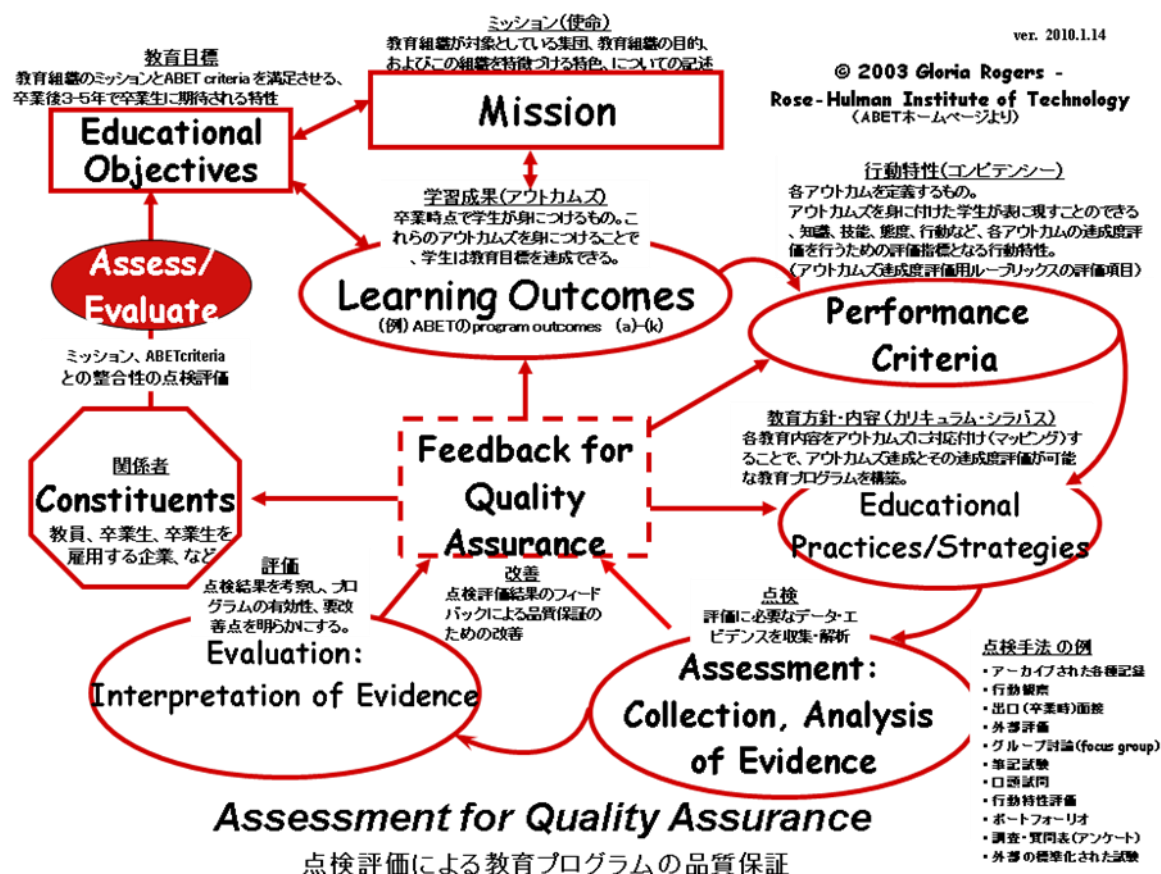 ミッション(使命)
教育組織が対象としている集団、教育組織の目的、
およびこの組織を特徴づける特色、についての記述
Mission
ver. 2010.1.14
© 2003 Gloria Rogers -
Rose-Hulman Institute of Technology
(ABETホームページより)
教育目標
教育組織のミッションとABET criteria を満足させる、
卒業後3-5年で卒業生に期待される特性
Educational
Objectives
学習成果(アウトカムズ)
卒業時点で学生が身につけるもの。こ
れらのアウトカムズを身につけることで
、学生は教育目標を達成できる。
Learning Outcomes
(例) ABETのprogram outcomes (a)-(k)
行動特性(コンピテンシー)
各アウトカムを定義するもの。
アウトカムズを身に付けた学生が表に現すことのできる
、知識、技能、態度、行動など、各アウトカムの達成度評
価を行うための評価指標となる行動特性。
(アウトカムズ達成度評価用ルーブリックスの評価項目)
Performance
Criteria
Assess/
Evaluate
ミッション、ABETcriteria
との整合性の点検評価
関係者
Constituents
教員、卒業生、卒業生を
雇用する企業、など
Feedback for
Quality
Assurance
改善
点検評価結果のフィード
バックによる品質保証の
ための改善
教育方針・内容(カリキュラム・シラバス)
各教育内容をアウトカムズに対応付け(マッピング)す
ることで、アウトカムズ達成とその達成度評価が可能
な教育プログラムを構築。
Educational
Practices/Strategies
評価
点検結果を考察し、プロ
グラムの有効性、要改
善点を明らかにする。
Evaluation:
Interpretation of Evidence
点検
評価に必要なデータ・エ
ビデンスを収集・解析
Assessment:
Collection, Analysis
of Evidence
点検手法の例
・アーカイブされた各種記録
・行動観察
・出口(卒業時)面接
・外部評価
・グループ討論(focus group)
・筆記試験
・口頭試問
・行動特性評価
・ポートフォーリオ
・調査・質問表(アンケート)
・外部の標準化された試験
Assessment for Quality Assurance
点検評価による教育プログラムの品質保証